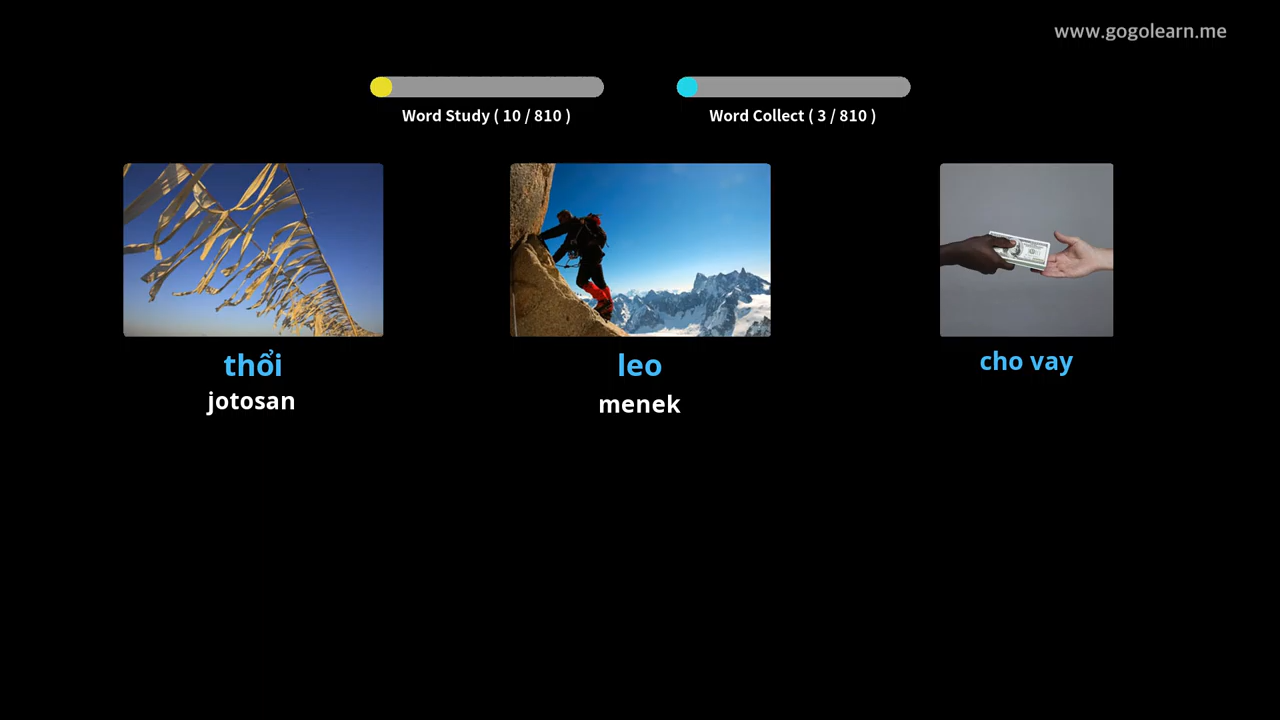 www.gogolearn.me
Word Study ( 10 / 810 )
Word Collect ( 3 / 810 )
thổi
jotosan
leo
menek
cho vay